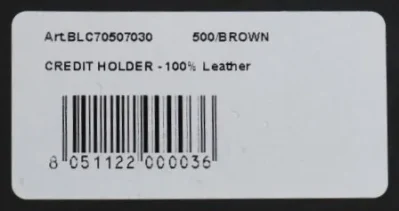 Art.BLC70507030 500/BROWN
CREDIT HOLDER - 100% Leather
8 051122 000036